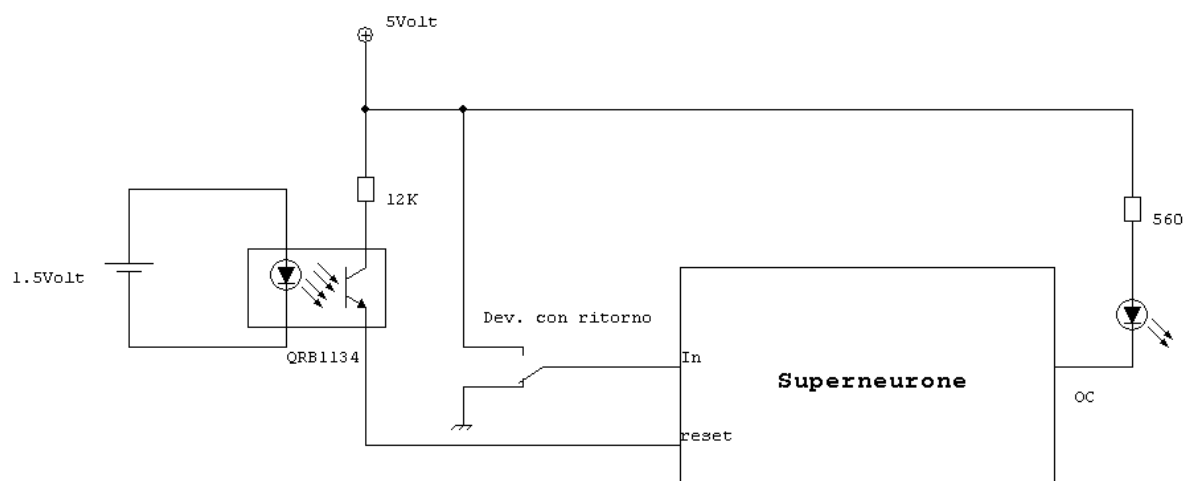 5Volt
12K
560
1.5Volt
Dev. con ritorno
QRB1134
In
Superneurone
OC
reset